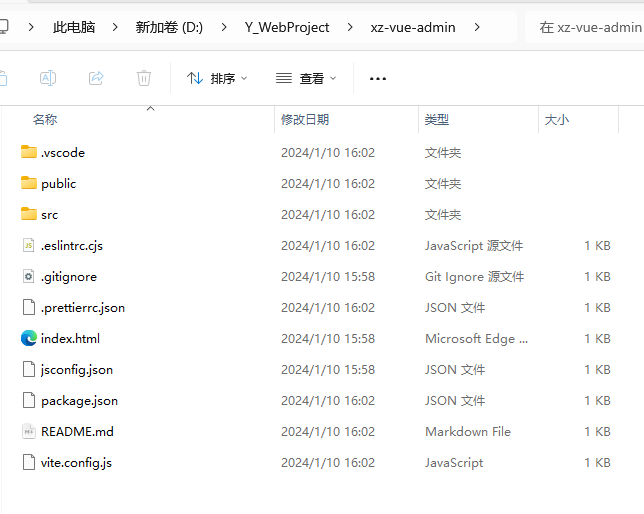 此电脑 > 新加卷 (D:) > Y_WebProject > xz-vue-admin > 在 xz-vue-admin
排序 查看 ...
名称 修改日期 类型 大小
.vscode 2024/1/10 16:02 文件夹
public 2024/1/10 16:02 文件夹
src 2024/1/10 16:02 文件夹
.eslintrc.cjs 2024/1/10 16:02 JavaScript 源文件 1 KB
.gitignore 2024/1/10 15:58 Git Ignore 源文件 1 KB
.prettierrc.json 2024/1/10 16:02 JSON 文件 1 KB
index.html 2024/1/10 15:58 Microsoft Edge ... 1 KB
jsconfig.json 2024/1/10 15:58 JSON 文件 1 KB
package.json 2024/1/10 16:02 JSON 文件 1 KB
README.md 2024/1/10 16:02 Markdown File 1 KB
vite.config.js 2024/1/10 16:02 JavaScript 1 KB